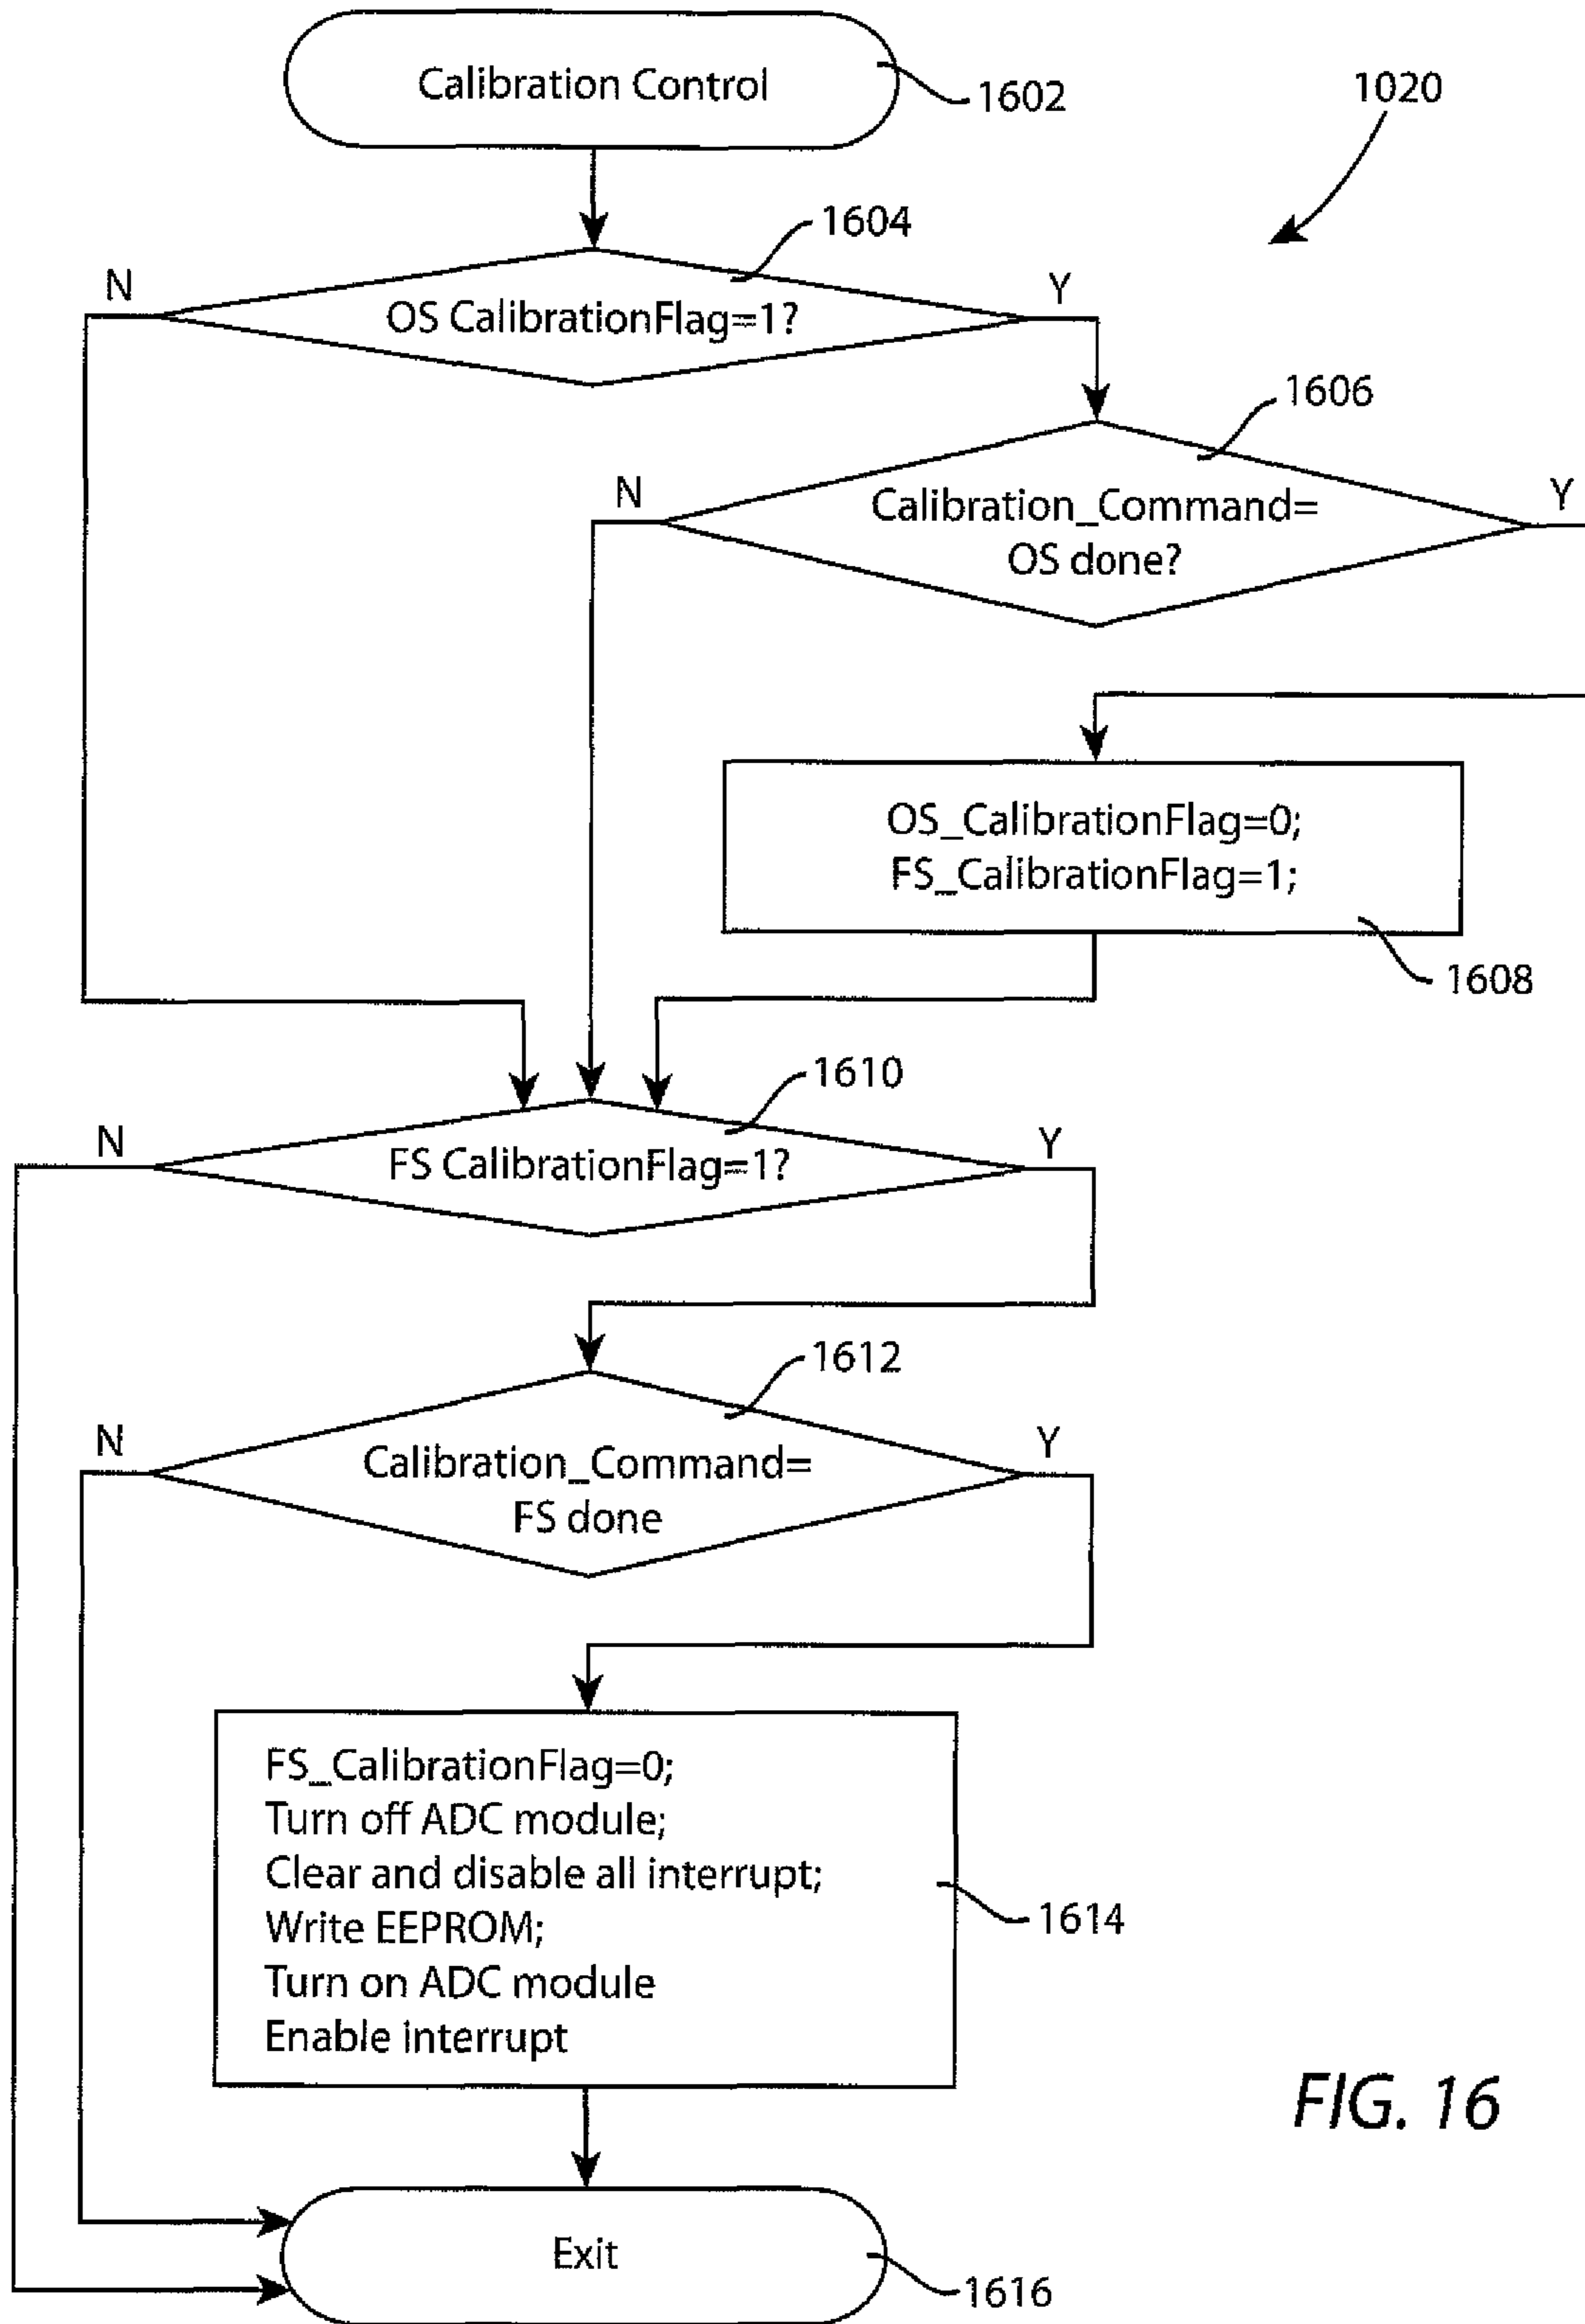 Calibration Control
1602
1020
1604
N
OS CalibrationFlag=1?
Y
1606
N
Calibration_Command=
OS done?
Y
OS_CalibrationFlag=0;
FS_CalibrationFlag=1;
1608
1610
N
FS CalibrationFlag=1?
Y
1612
N
Calibration_Command=
FS done
Y
FS_CalibrationFlag=0;
Turn off ADC module;
Clear and disable all interrupt;
Write EEPROM;
Turn on ADC module
Enable interrupt
1614
FIG. 16
Exit
1616